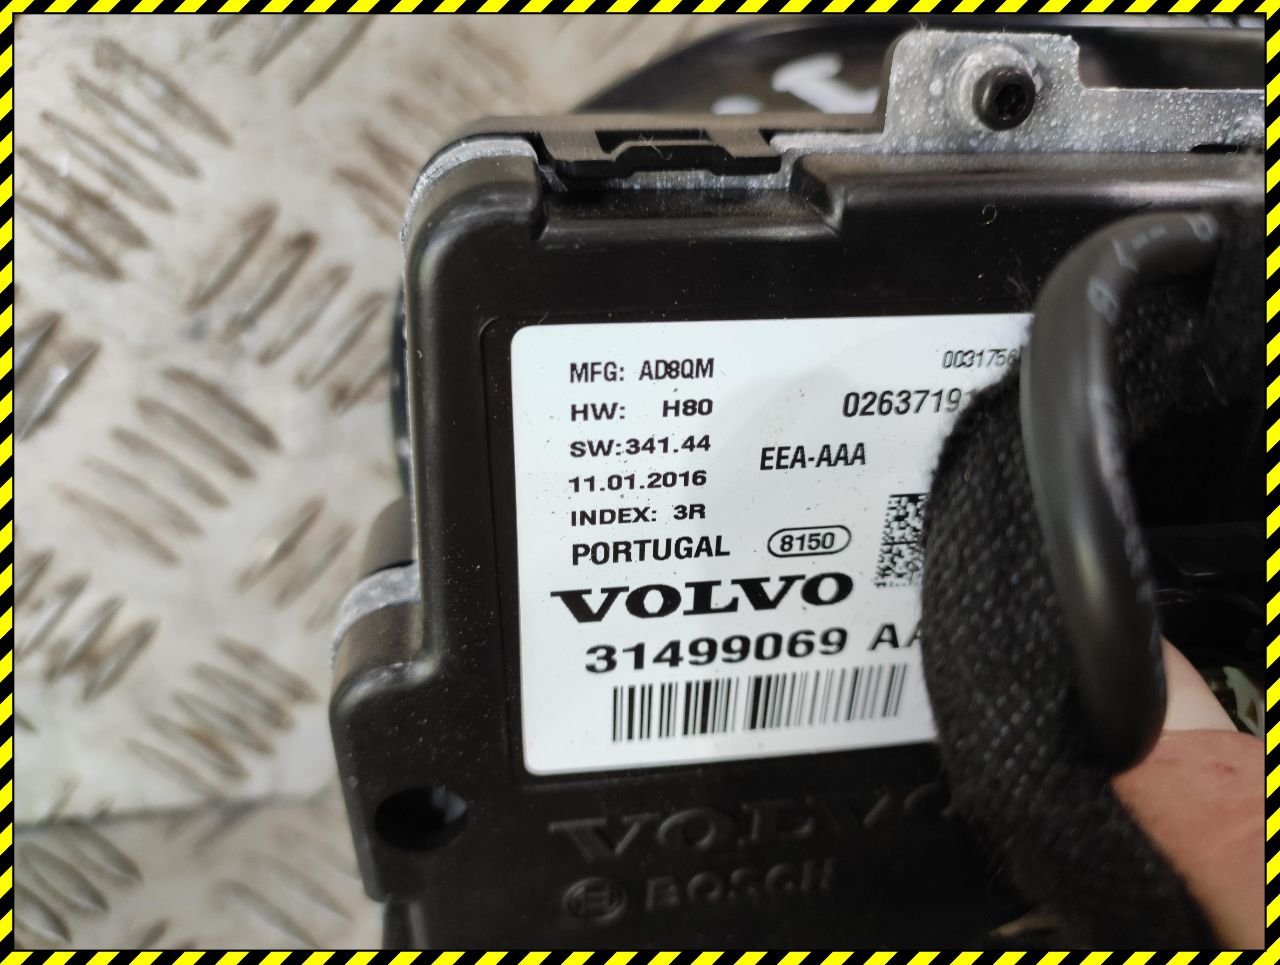 MFG: AD8QM
HW: H80
SW:341.44
11.01.2016
INDEX: 3R
PORTUGAL 8150
EEA-AAA
VOLVO
31499069
VOLVO
BOSCH